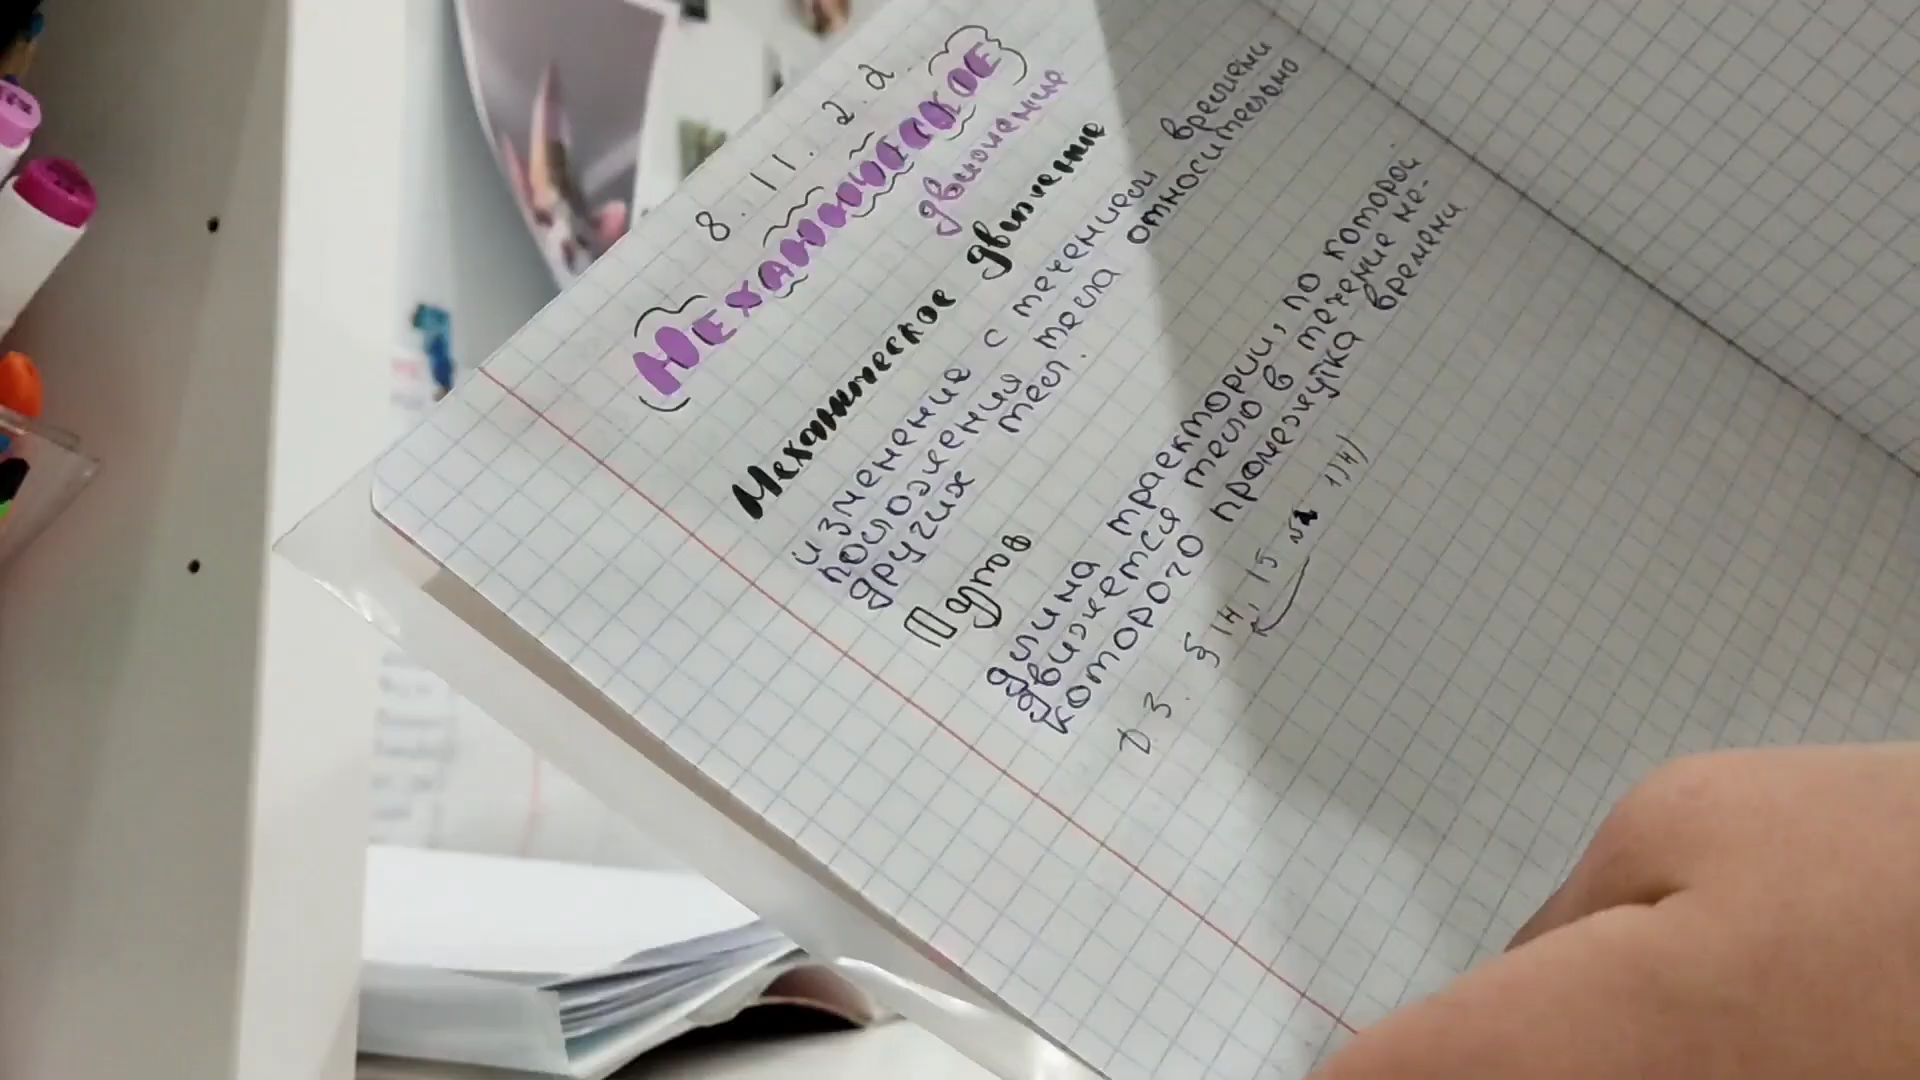 8.11.22.
МЕХАНИЧЕСКОЕ
движение
Механическое движение
изменение с течением времени
положения тела относительно
других тел.
Путь
длина траектории, по которой
движется тело в течение не-
которого промежутка времени
Д З. § 14, 15